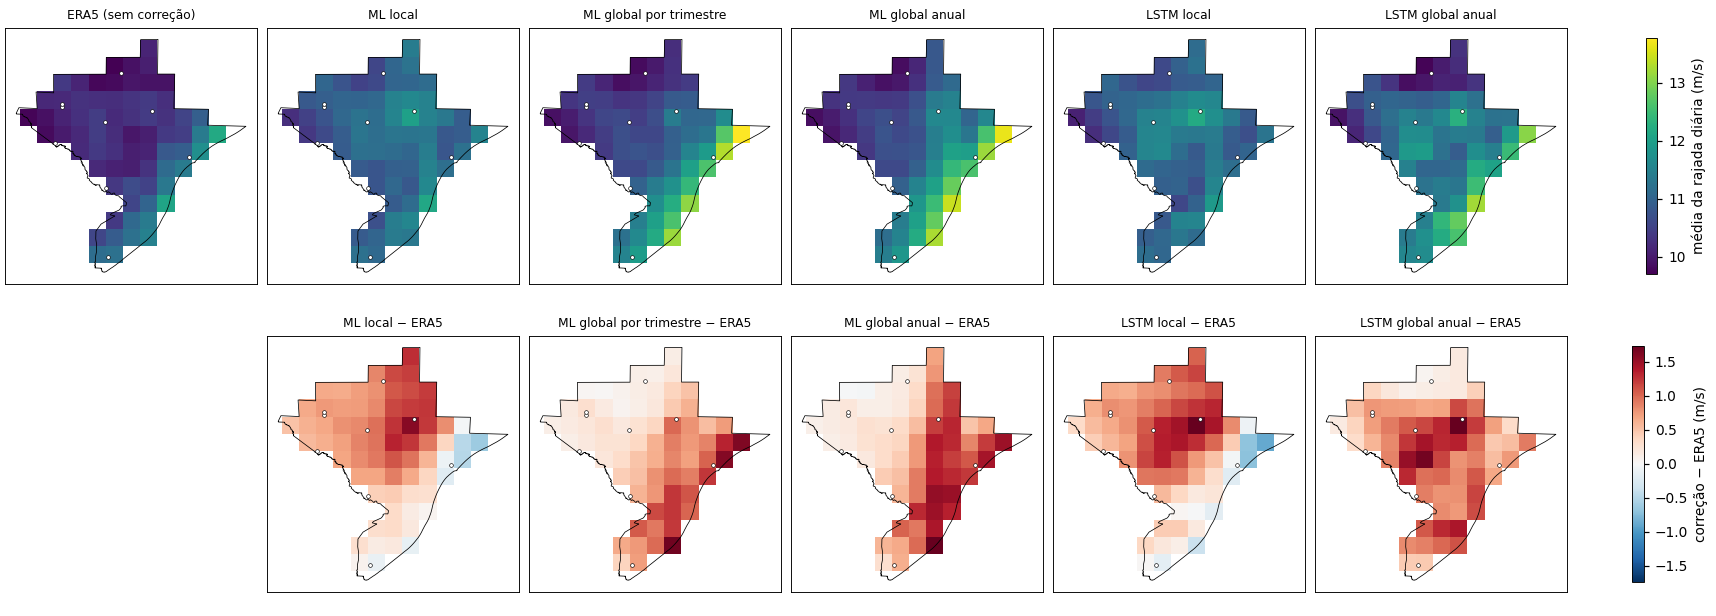 ERA5 (sem correção)
ML local
ML global por trimestre
ML global anual
LSTM local
LSTM global anual
13
12
11
10
média da rajada diária (m/s)
ML local − ERA5
ML global por trimestre − ERA5
ML global anual − ERA5
LSTM local − ERA5
LSTM global anual − ERA5
1.5
1.0
0.5
0.0
−0.5
−1.0
−1.5
correção − ERA5 (m/s)